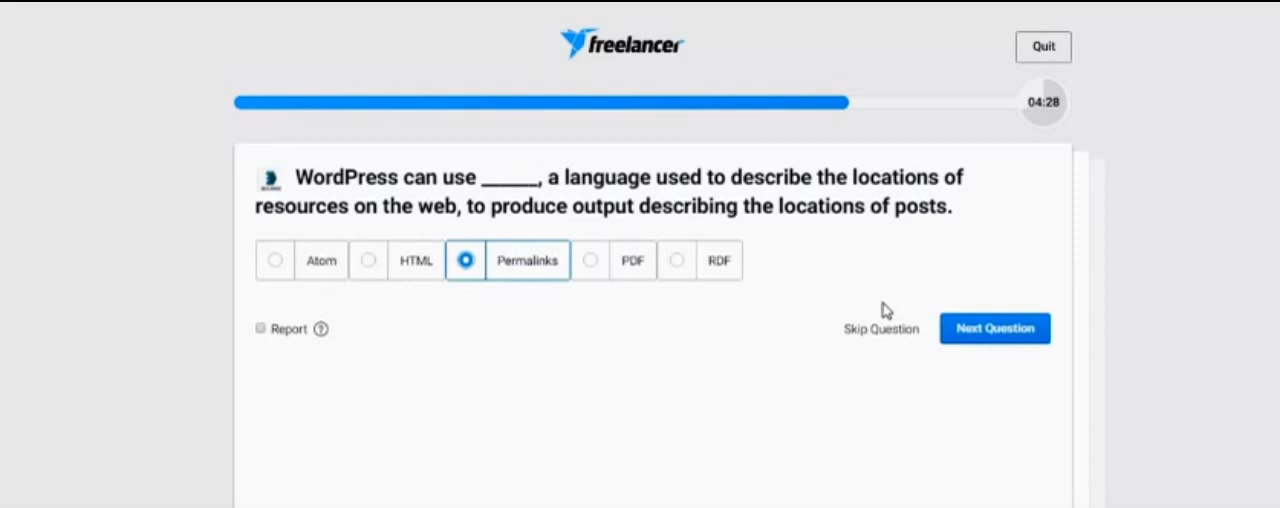 freelancer
Quit
04:28
WordPress can use ______, a language used to describe the locations of
resources on the web, to produce output describing the locations of posts.
Atom HTML Permalinks PDF RDF
Report ?
Skip Question Next Question